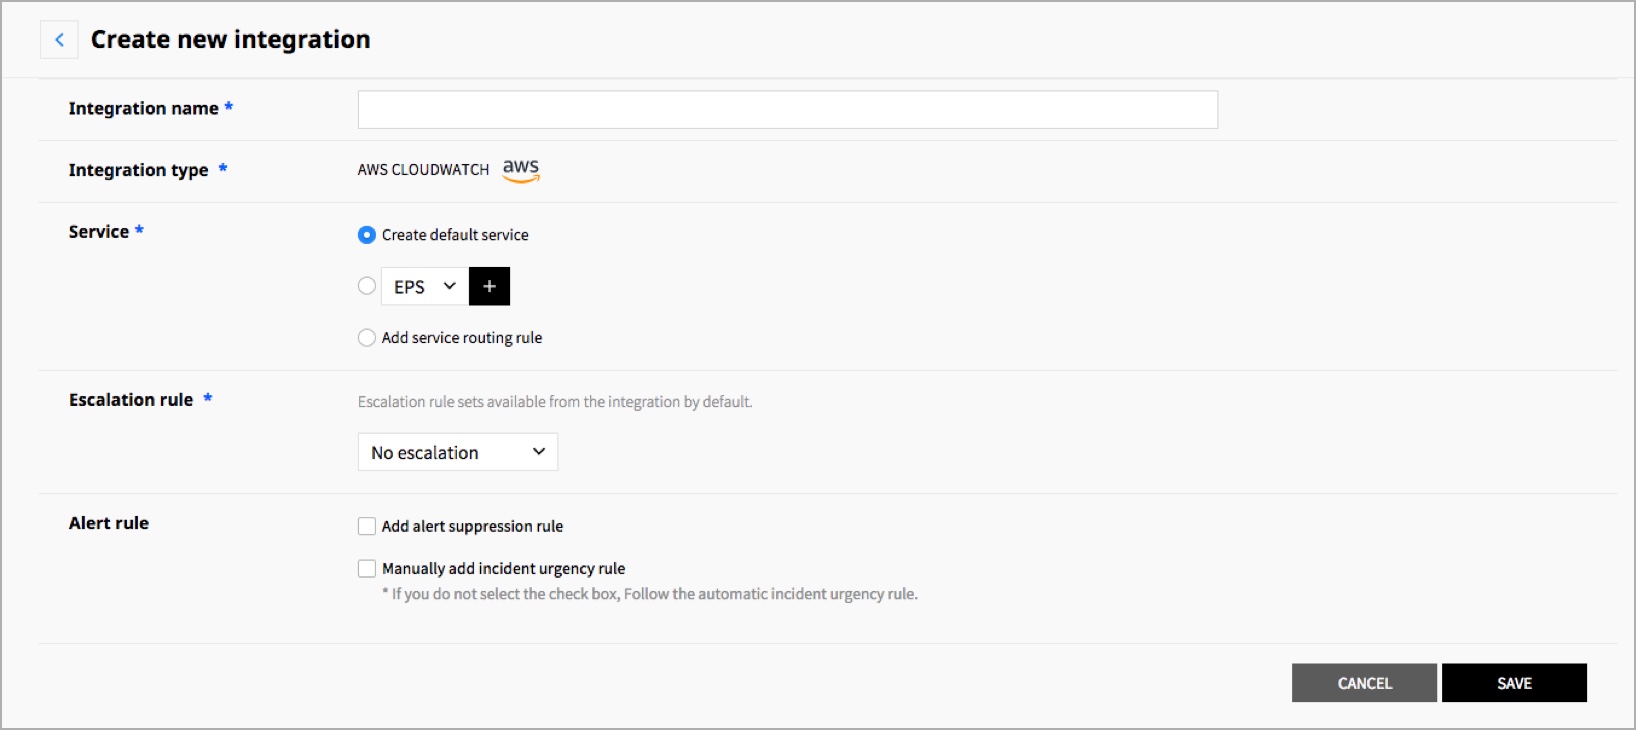 Create new integration
Integration name *
Integration type * AWS CLOUDWATCH aws
Service * Create default service
EPS +
Add service routing rule
Escalation rule * Escalation rule sets available from the integration by default.
No escalation
Alert rule Add alert suppression rule
Manually add incident urgency rule
* If you do not select the check box, Follow the automatic incident urgency rule.
CANCEL SAVE